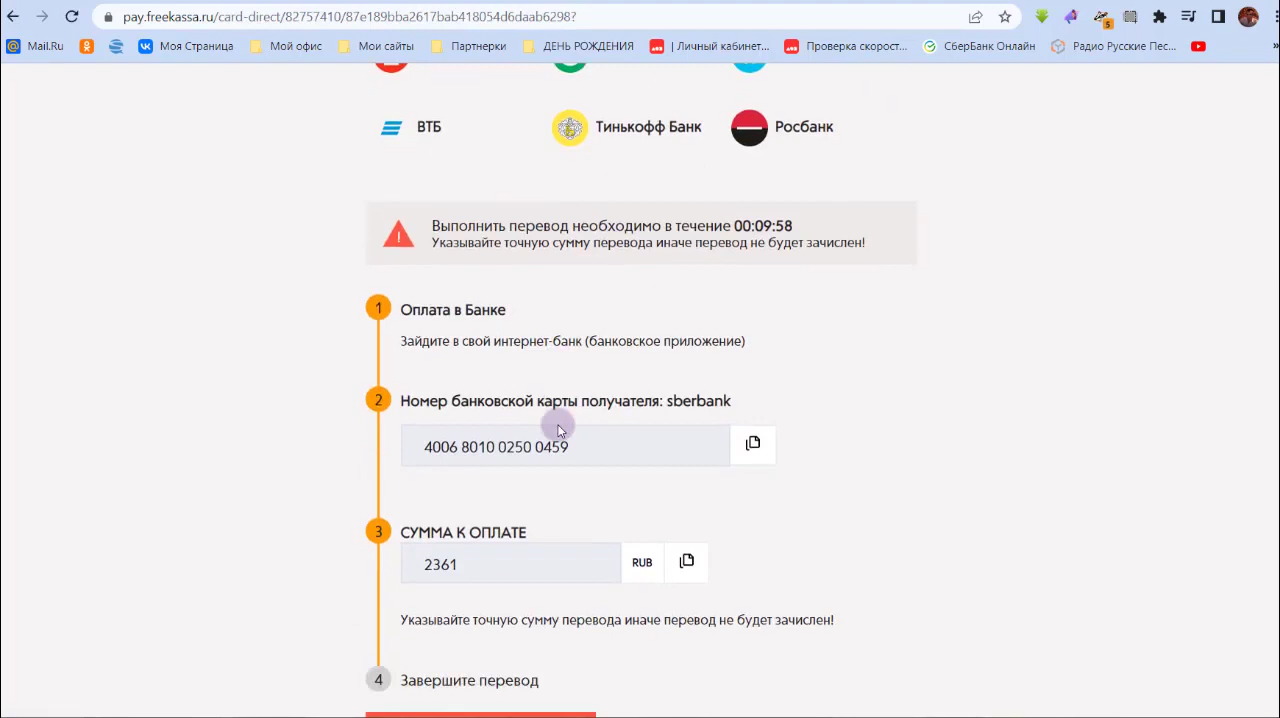 pay.freekassa.ru/card-direct/82757410/87e189bba2617bab418054d6daab6298?
5
Mail.Ru
Моя Страница
Мой офис
Мои сайты
Партнерки
ДЕНЬ РОЖДЕНИЯ
| Личный кабинет...
Проверка скорост...
СберБанк Онлайн
Радио Русские Пес...
»
ВТБ
Тинькофф Банк
Росбанк
Выполнить перевод необходимо в течение 00:09:58
Указывайте точную сумму перевода иначе перевод не будет зачислен!
1 Оплата в Банке
Зайдите в свой интернет-банк (банковское приложение)
2 Номер банковской карты получателя: sberbank
4006 8010 0250 0459
3 СУММА К ОПЛАТЕ
2361 RUB
Указывайте точную сумму перевода иначе перевод не будет зачислен!
4 Завершите перевод